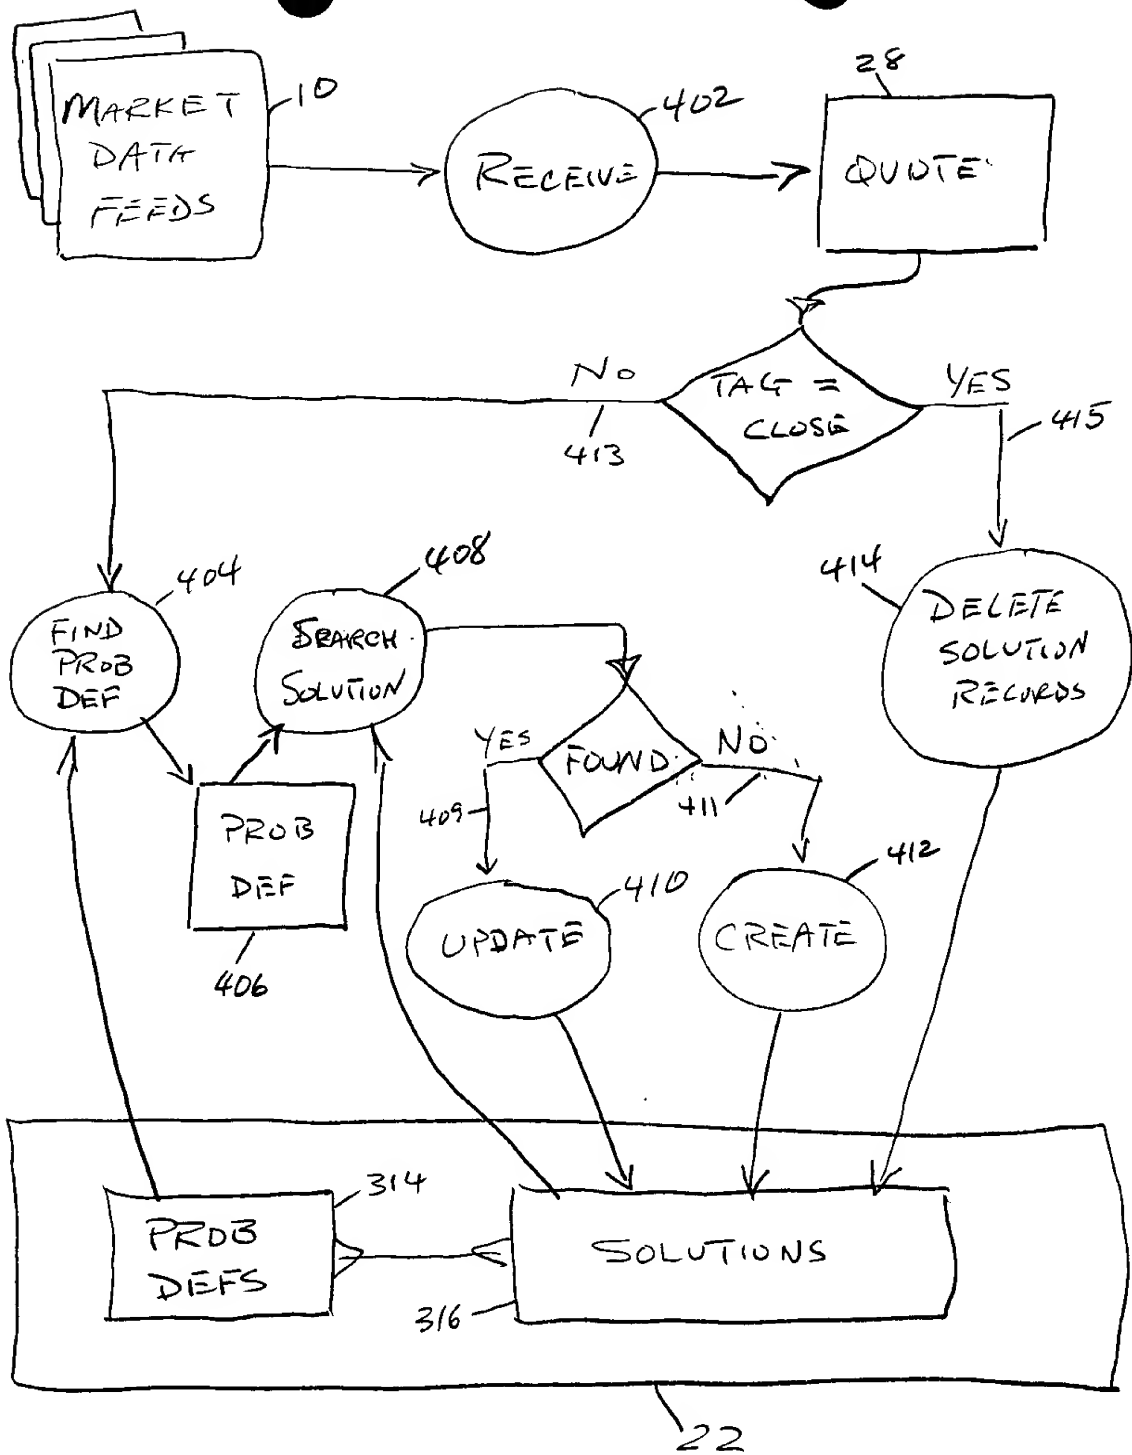 MARKET
DATA
FEEDS
10
RECEIVE
402
28
QUOTE
NO
413
TAG =
CLOSE
YES
415
404
FIND
PROB
DEF
408
SEARCH
SOLUTION
414
DELETE
SOLUTION
RECORDS
YES
FOUND
NO
409
411
PROB
DEF
406
410
UPDATE
412
CREATE
314
PROB
DEFS
SOLUTIONS
316
22